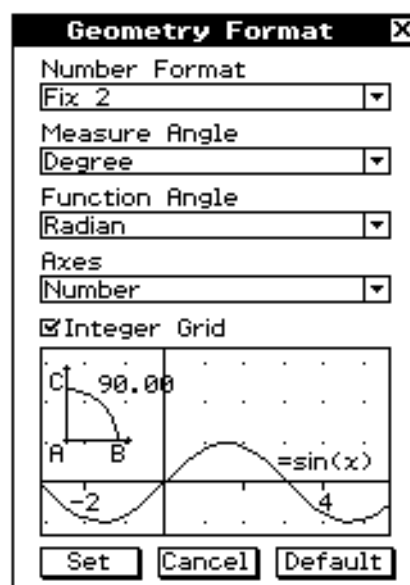 Geometry Format
Number Format
Fix 2
Measure Angle
Degree
Function Angle
Radian
Axes
Number
Integer Grid
C 90.00
A B =sin(x)
-2 4
Set Cancel Default